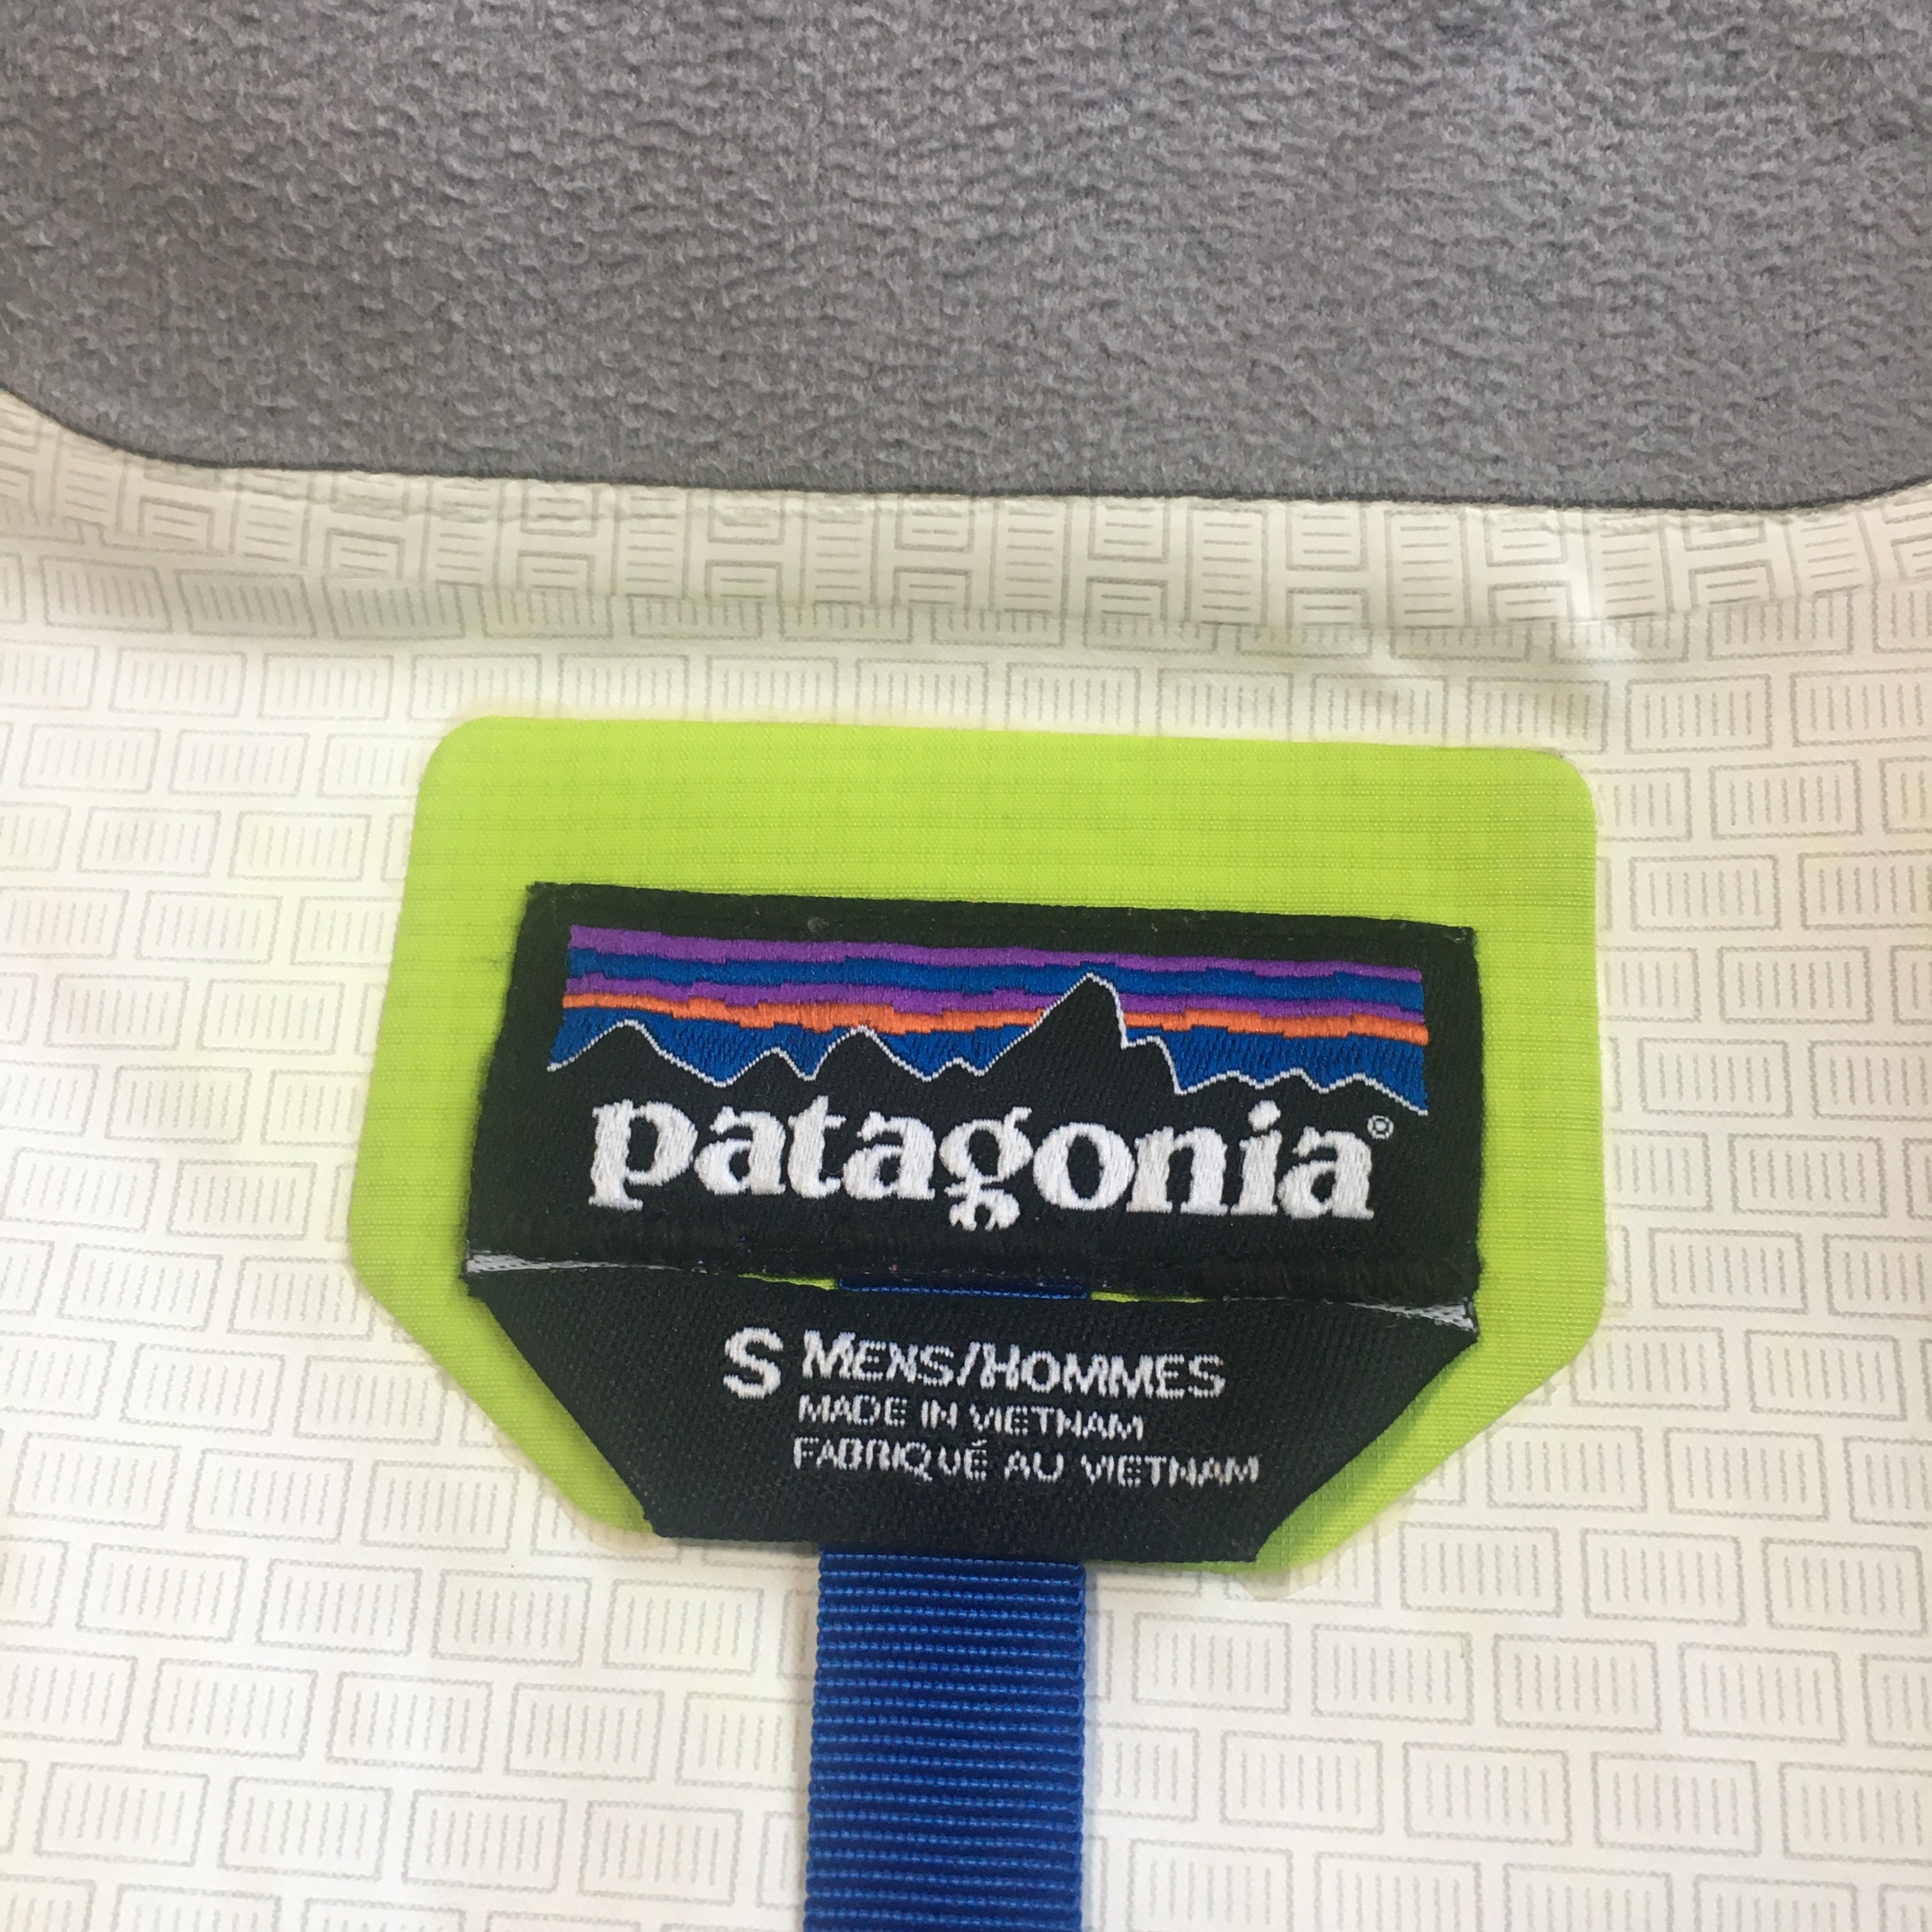 patagonia®
S MENS/HOMMES
MADE IN VIETNAM
FABRIQUÉ AU VIETNAM